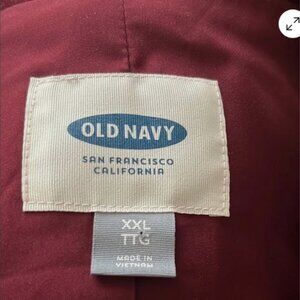 OLD NAVY
SAN FRANCISCO
CALIFORNIA
XXL
TTG
MADE IN
VIETNAM